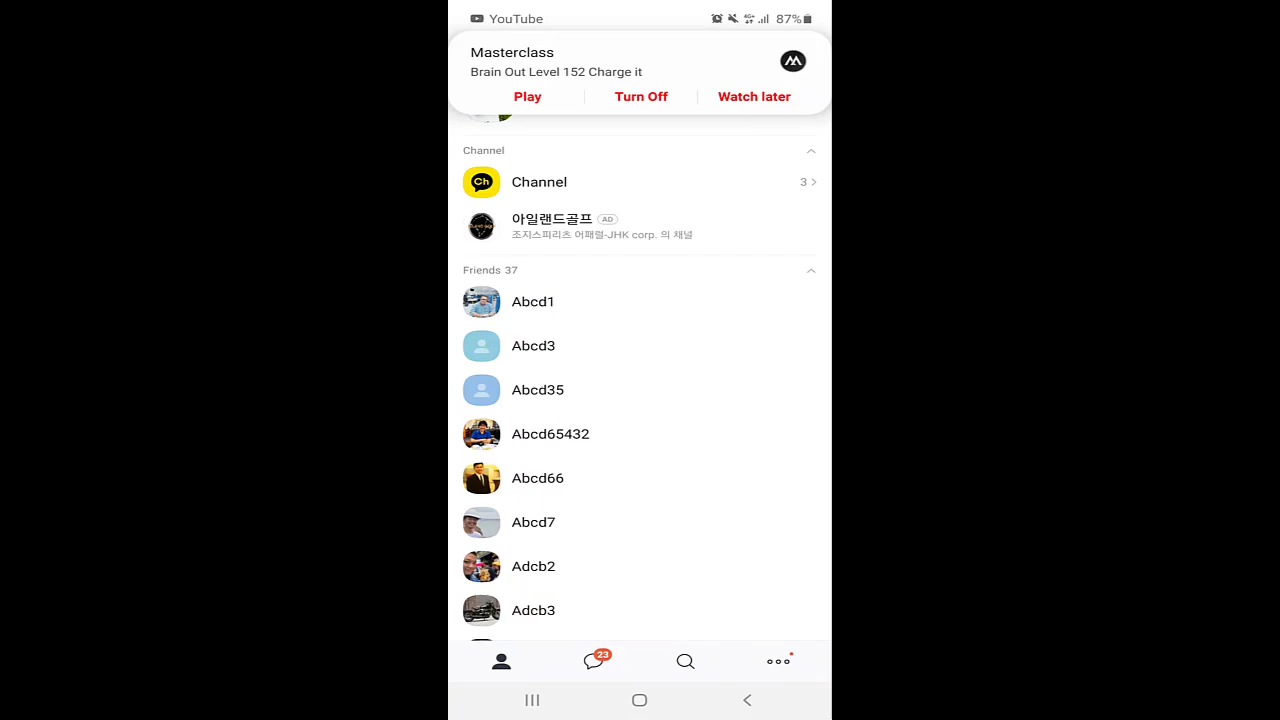 YouTube
87%
Masterclass
Brain Out Level 152 Charge it
Play
Turn Off
Watch later
Channel
Ch
Channel
3
아일랜드골프 AD
조지스피리츠 어패럴-JHK corp. 의 채널
Friends 37
Abcd1
Abcd3
Abcd35
Abcd65432
Abcd66
Abcd7
Adcb2
Adcb3
23